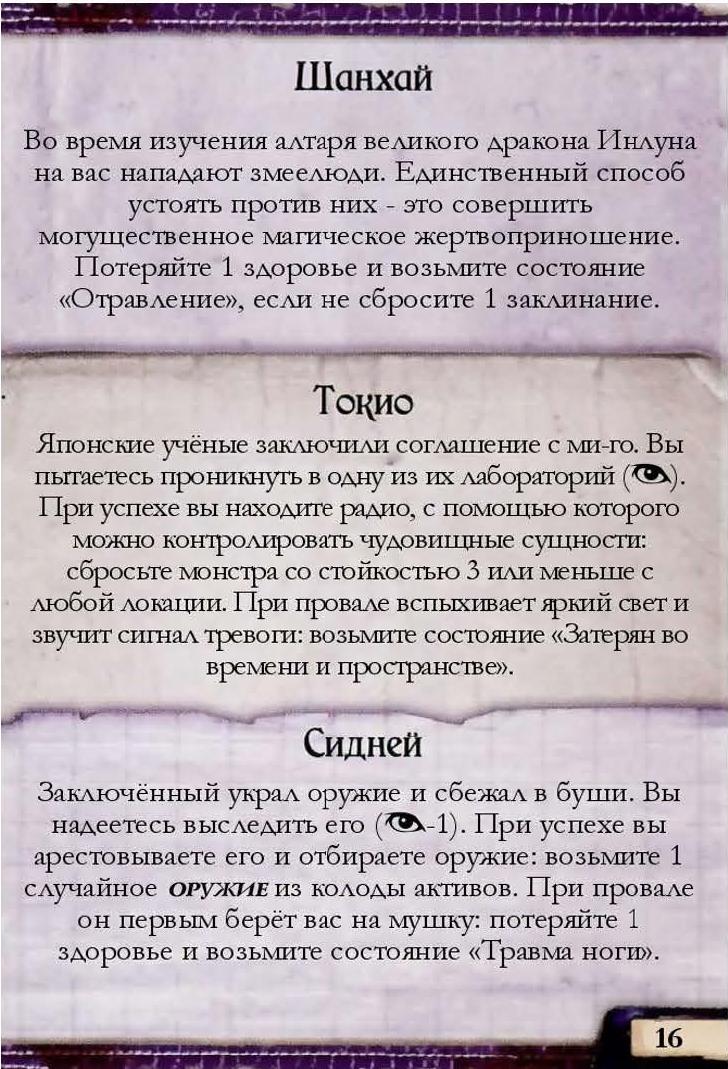 Шанхай
Во время изучения алтаря великого дракона Инлуна
на вас нападают змеелюди. Единственный способ
устоять против них - это совершить
могущественное магическое жертвоприношение.
Потеряйте 1 здоровье и возьмите состояние
«Отравление», если не сбросите 1 заклинание.
Токио
Японские учёные заключили соглашение с ми-го. Вы
пытаетесь проникнуть в одну из их лабораторий (👁).
При успехе вы находите радио, с помощью которого
можно контролировать чудовищные сущности:
сбросьте монстра со стойкостью 3 или меньше с
любой локации. При провале вспыхивает яркий свет и
звучит сигнал тревоги: возьмите состояние «Затерян во
времени и пространстве».
Сидней
Заключённый украл оружие и сбежал в буши. Вы
надеетесь выследить его (👁-1). При успехе вы
арестовываете его и отбираете оружие: возьмите 1
случайное ОРУЖИЕ из колоды активов. При провале
он первым берёт вас на мушку: потеряйте 1
здоровье и возьмите состояние «Травма ноги».
16